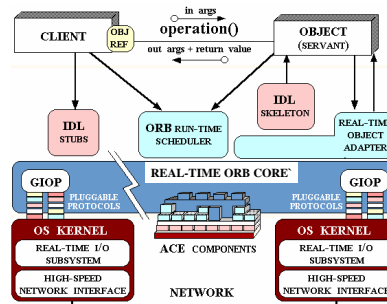 in args
operation()
out args + return value
CLIENT
OBJ
REF
OBJECT
(SERVANT)
IDL
STUBS
ORB RUN-TIME
SCHEDULER
IDL
SKELETON
REAL-TIME
OBJECT
ADAPTER
REAL-TIME ORB CORE`
GIOP
PLUGGABLE
PROTOCOLS
GIOP
PLUGGABLE
PROTOCOLS
OS KERNEL
REAL-TIME I/O
SUBSYSTEM
HIGH-SPEED
NETWORK INTERFACE
ACE COMPONENTS
NETWORK
OS KERNEL
REAL-TIME I/O
SUBSYSTEM
HIGH-SPEED
NETWORK INTERFACE